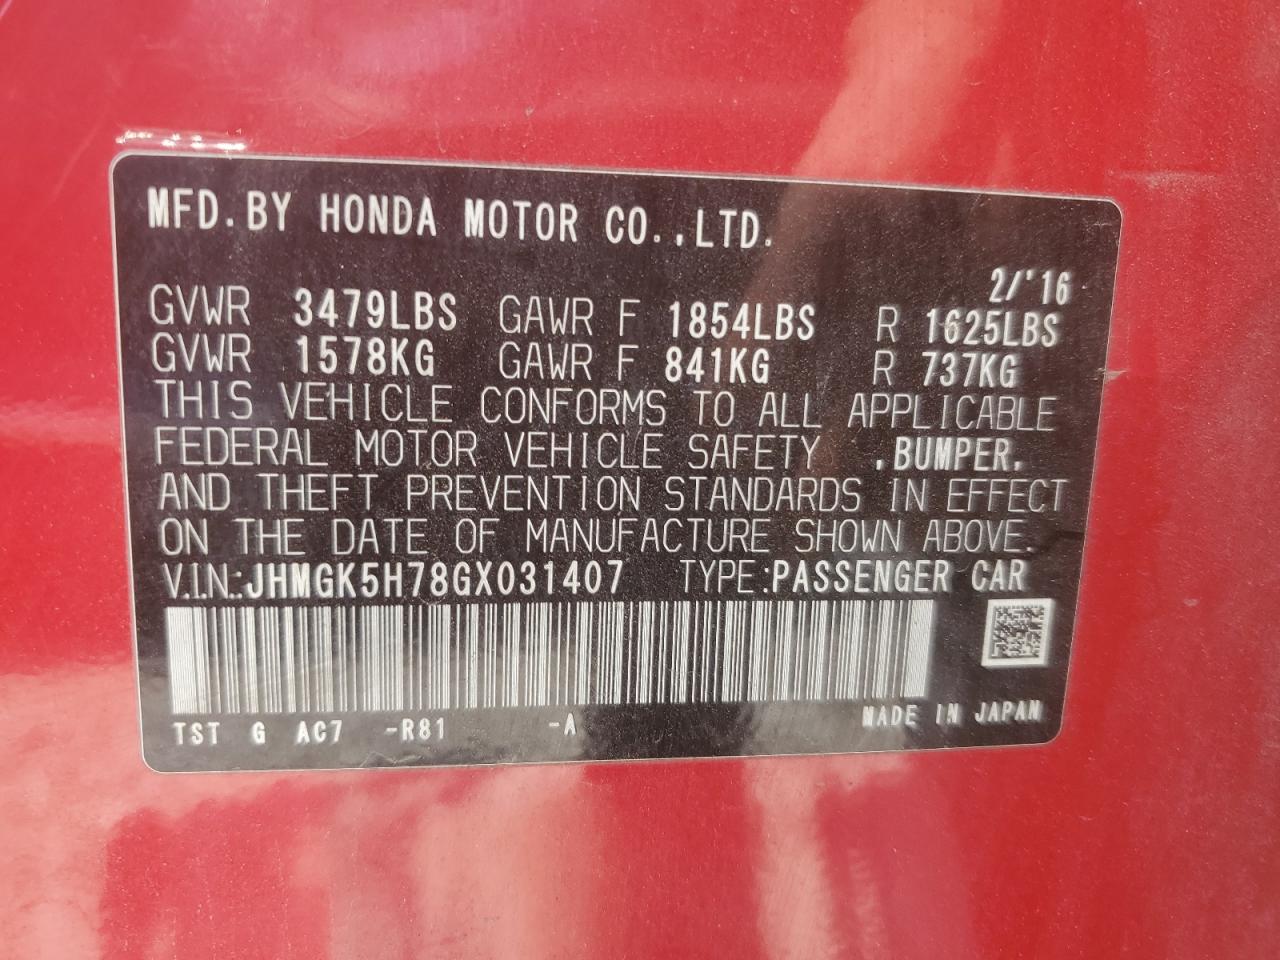 MFD. BY HONDA MOTOR CO.,LTD.
2/'16
GVWR 3479LBS GAWR F 1854LBS R 1625LBS
GVWR 1578KG GAWR F 841KG R 737KG
THIS VEHICLE CONFORMS TO ALL APPLICABLE
FEDERAL MOTOR VEHICLE SAFETY ,BUMPER,
AND THEFT PREVENTION STANDARDS IN EFFECT
ON THE DATE OF MANUFACTURE SHOWN ABOVE.
V.I.N.:JHMGK5H78GX031407 TYPE:PASSENGER CAR
TST G AC7 -R81 -A MADE IN JAPAN